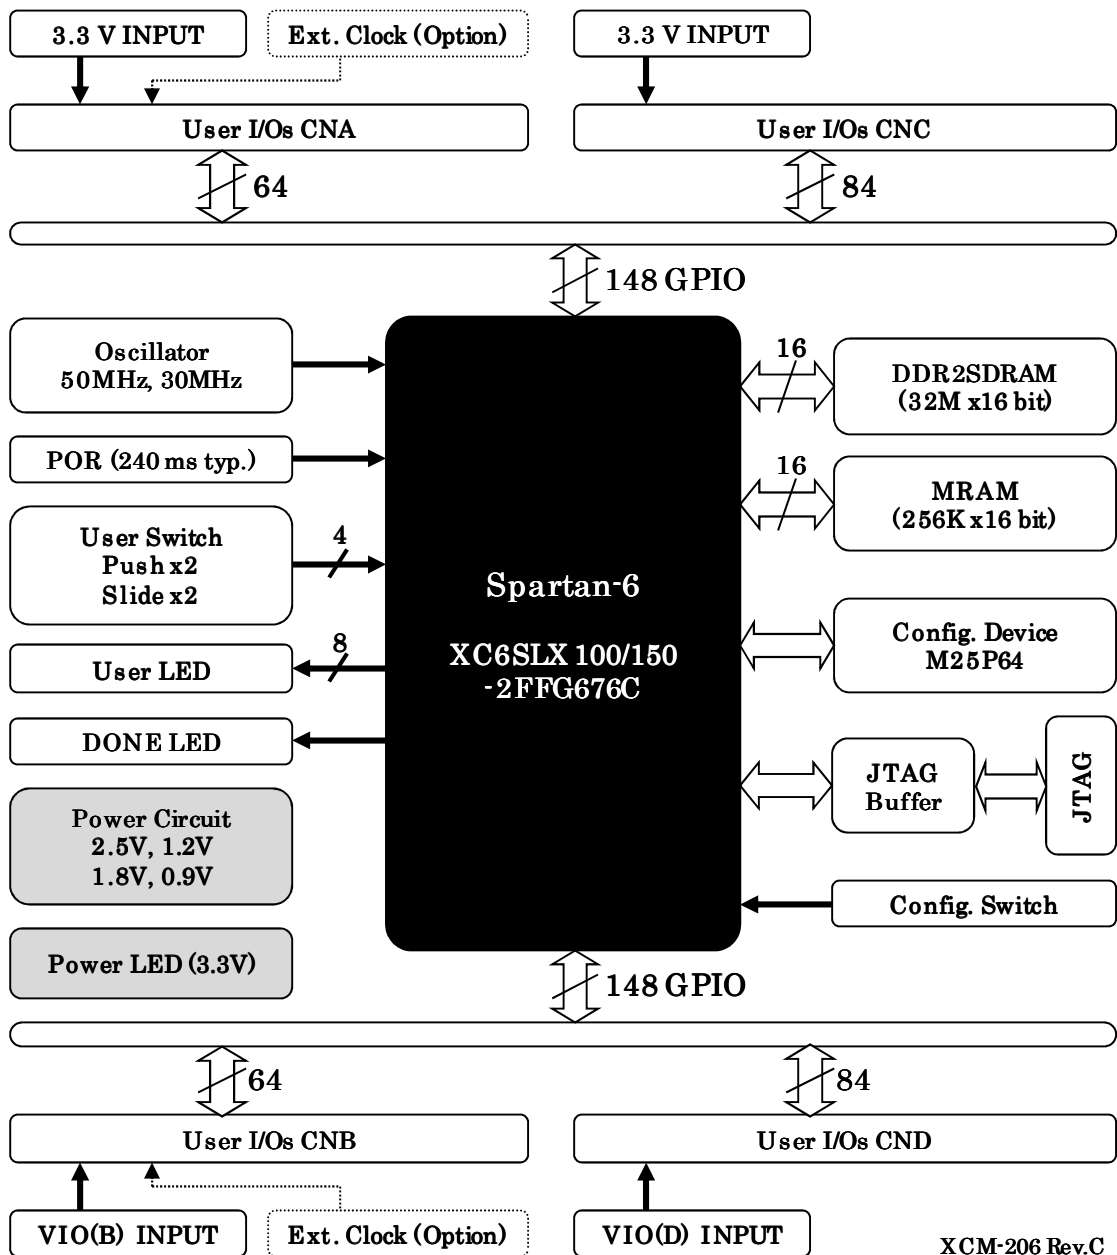 3.3 V INPUT
Ext. Clock (Option)
3.3 V INPUT
User I/Os CNA
User I/Os CNC
64
84
148 GPIO
Oscillator
50MHz, 30MHz
16
DDR2SDRAM
(32M x16 bit)
POR (240 ms typ.)
16
MRAM
(256K x16 bit)
User Switch
Push x2
Slide x2
4
Spartan-6
XC6SLX 100/150
-2FFG676C
Config. Device
M25P64
User LED
8
DONE LED
JTAG
Buffer
JTAG
Power Circuit
2.5V, 1.2V
1.8V, 0.9V
Config. Switch
Power LED (3.3V)
148 GPIO
64
84
User I/Os CNB
User I/Os CND
VIO(B) INPUT
Ext. Clock (Option)
VIO(D) INPUT
XCM-206 Rev.C